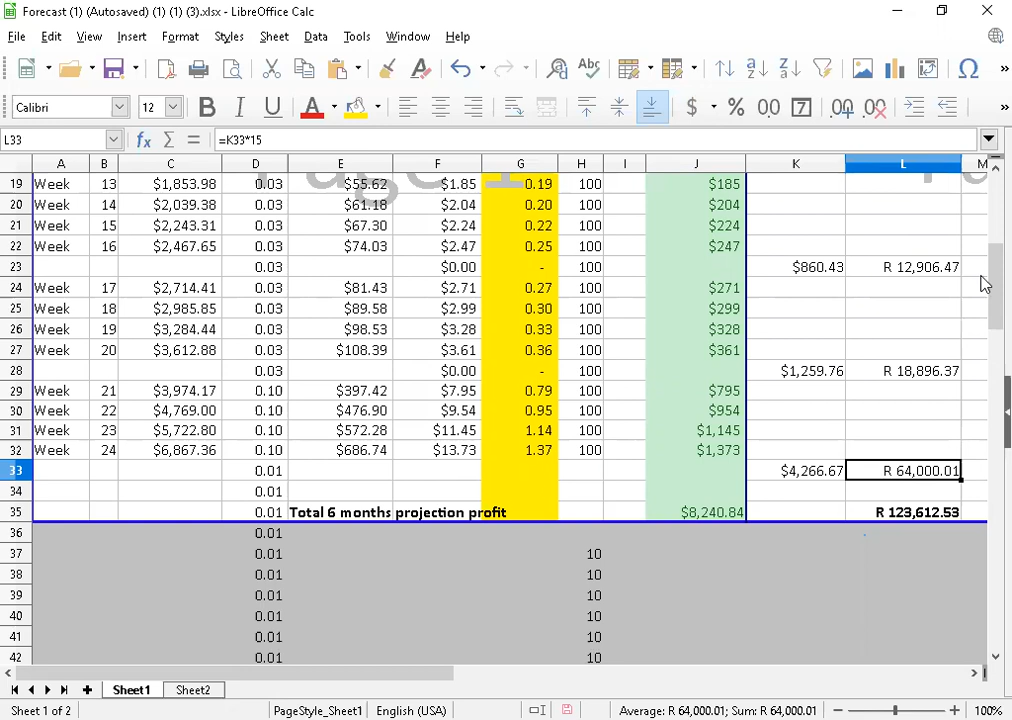 Forecast (1) (Autosaved) (1) (1) (3).xlsx - LibreOffice Calc
File Edit View Insert Format Styles Sheet Data Tools Window Help
Calibri 12
L33 =K33*15
A B C D E F G H I J K L M
Page 1
19 Week 13 $1,853.98 0.03 $55.62 $1.85 0.19 100 $185
20 Week 14 $2,039.38 0.03 $61.18 $2.04 0.20 100 $204
21 Week 15 $2,243.31 0.03 $67.30 $2.24 0.22 100 $224
22 Week 16 $2,467.65 0.03 $74.03 $2.47 0.25 100 $247
23 0.03 $0.00 - 100 $860.43 R 12,906.47
24 Week 17 $2,714.41 0.03 $81.43 $2.71 0.27 100 $271
25 Week 18 $2,985.85 0.03 $89.58 $2.99 0.30 100 $299
26 Week 19 $3,284.44 0.03 $98.53 $3.28 0.33 100 $328
27 Week 20 $3,612.88 0.03 $108.39 $3.61 0.36 100 $361
28 0.03 $0.00 - 100 $1,259.76 R 18,896.37
29 Week 21 $3,974.17 0.10 $397.42 $7.95 0.79 100 $795
30 Week 22 $4,769.00 0.10 $476.90 $9.54 0.95 100 $954
31 Week 23 $5,722.80 0.10 $572.28 $11.45 1.14 100 $1,145
32 Week 24 $6,867.36 0.10 $686.74 $13.73 1.37 100 $1,373
33 0.01 $4,266.67 R 64,000.01
34 0.01
35 0.01 Total 6 months projection profit $8,240.84 R 123,612.53
36 0.01
37 0.01 10
38 0.01 10
39 0.01 10
40 0.01 10
41 0.01 10
42 0.01 10
Sheet1 Sheet2
Sheet 1 of 2 PageStyle_Sheet1 English (USA) Average: R 64,000.01; Sum: R 64,000.01 100%